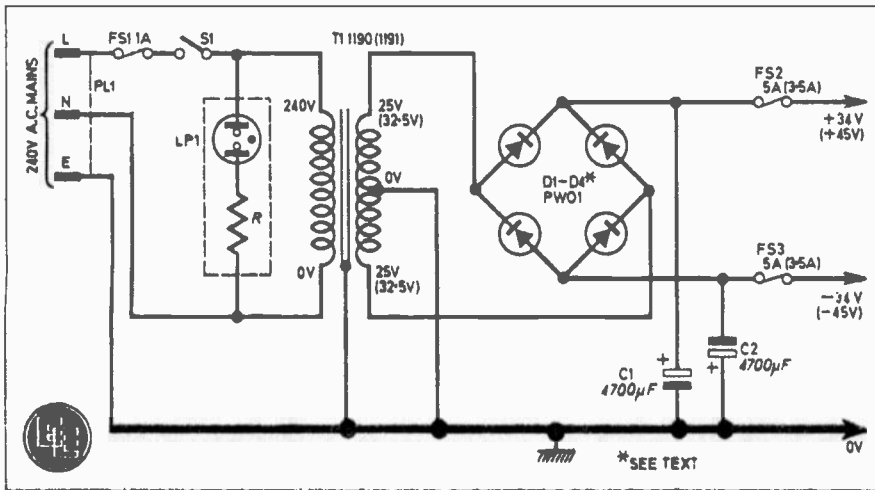 240V A.C. MAINS
L
N
E
PL1
FS1 1A
S1
LP1
R
T1 1190 (1191)
240V
0V
25V
(32·5V)
0V
25V
(32·5V)
D1–D4*
PW01
FS2
5A (3·5A)
+34V
(+45V)
FS3
5A (3·5A)
−34V
(−45V)
+
C1
4700µF
+
C2
4700µF
0V
*SEE TEXT